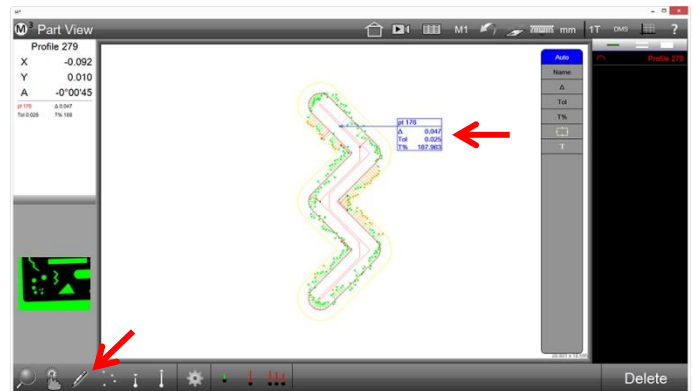 M³ Part View
M1
mm
1T
DMS
?
Profile 279
X -0.092
Y 0.010
A -0°00'45
pt 176 Δ 0.047
Tol 0.025 T% 188
pt 176
Δ 0.047
Tol 0.025
T% 187.903
Auto
Name
Δ
Tol
T%
T
Profile 279
Delete